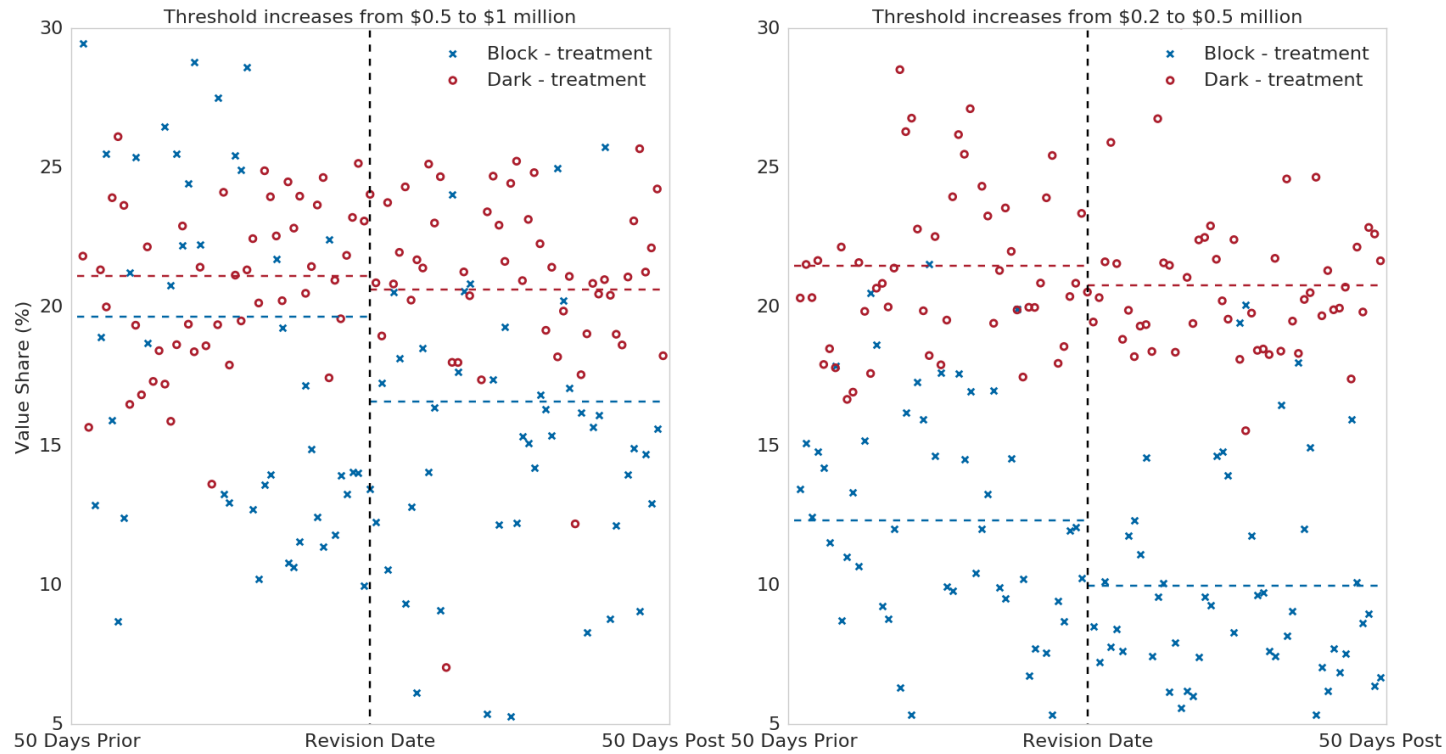 Threshold increases from $0.5 to $1 million
Block - treatment
Dark - treatment
Value Share (%)
30
25
20
15
10
5
50 Days Prior
Revision Date
50 Days Post
Threshold increases from $0.2 to $0.5 million
Block - treatment
Dark - treatment
30
25
20
15
10
5
50 Days Prior
Revision Date
50 Days Post